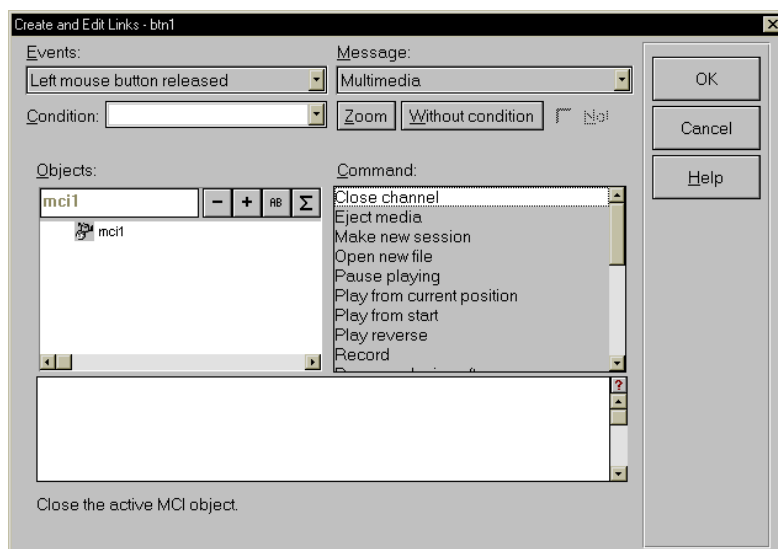 Create and Edit Links - btn1
Events:
Message:
Left mouse button released
Multimedia
OK
Condition:
Zoom
Without condition
Not
Cancel
Objects:
Command:
Help
mci1
− + AB Σ
mci1
Close channel
Eject media
Make new session
Open new file
Pause playing
Play from current position
Play from start
Play reverse
Record
?
Close the active MCI object.